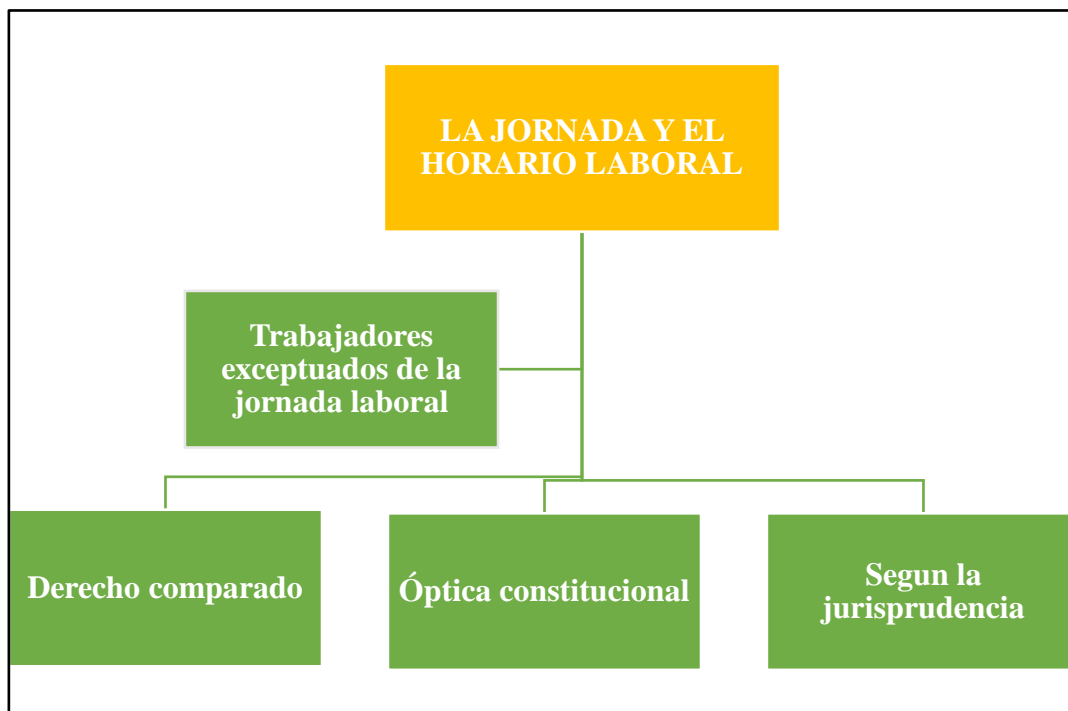 LA JORNADA Y EL
HORARIO LABORAL
Trabajadores
exceptuados de la
jornada laboral
Derecho comparado
Óptica constitucional
Segun la
jurisprudencia